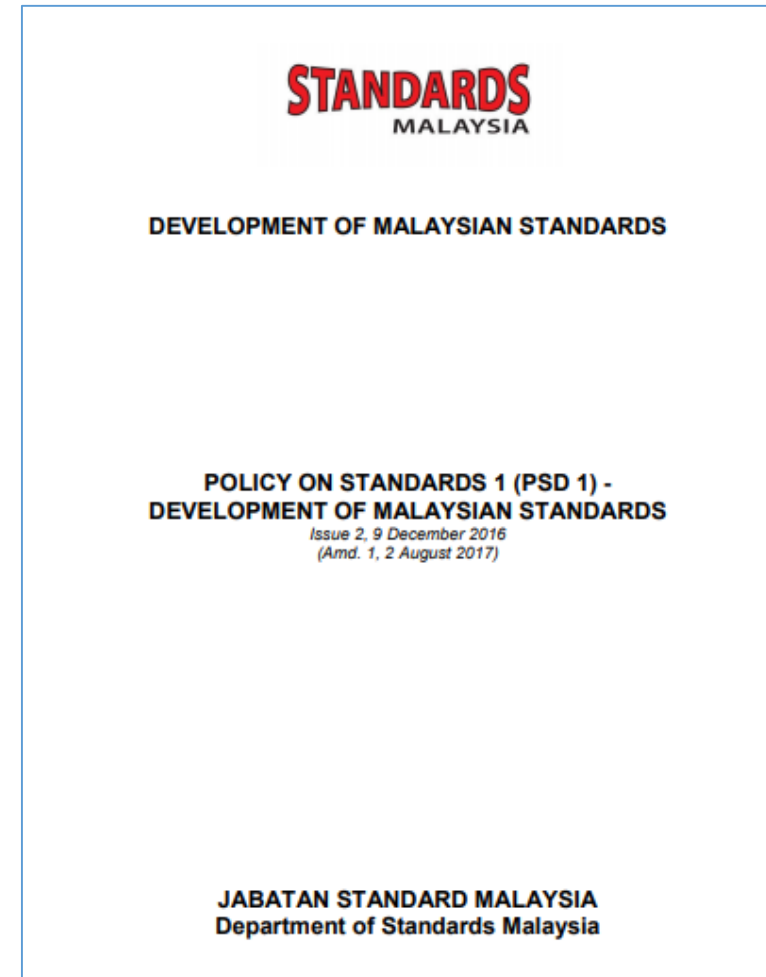 STANDARDS
MALAYSIA
DEVELOPMENT OF MALAYSIAN STANDARDS
POLICY ON STANDARDS 1 (PSD 1) -
DEVELOPMENT OF MALAYSIAN STANDARDS
Issue 2, 9 December 2016
(Amd. 1, 2 August 2017)
JABATAN STANDARD MALAYSIA
Department of Standards Malaysia